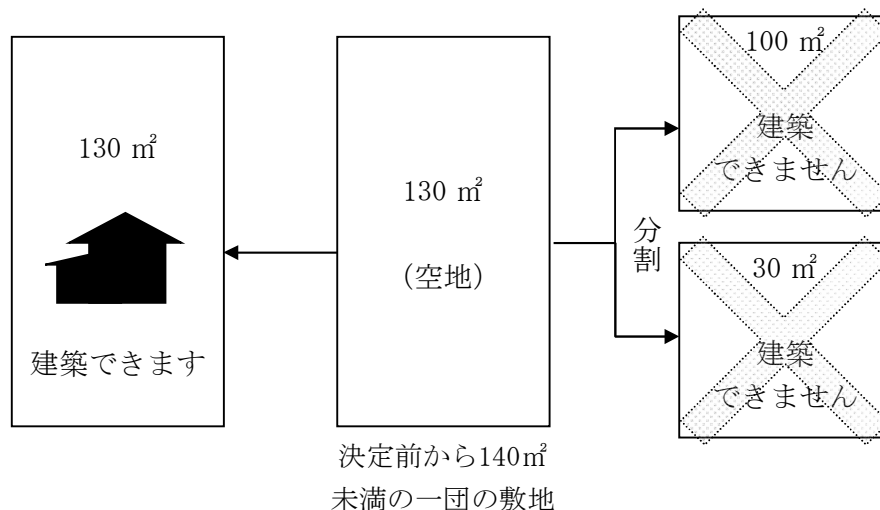 130 ㎡
建築できます
130 ㎡
（空地）
決定前から140㎡
未満の一団の敷地
分割
100 ㎡
建築
できません
30 ㎡
建築
できません